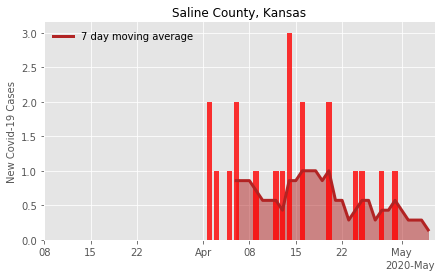 Saline County, Kansas
7 day moving average
New Covid-19 Cases
3.0
2.5
2.0
1.5
1.0
0.5
0.0
08 15 22 Apr 08 15 22 May
2020-May